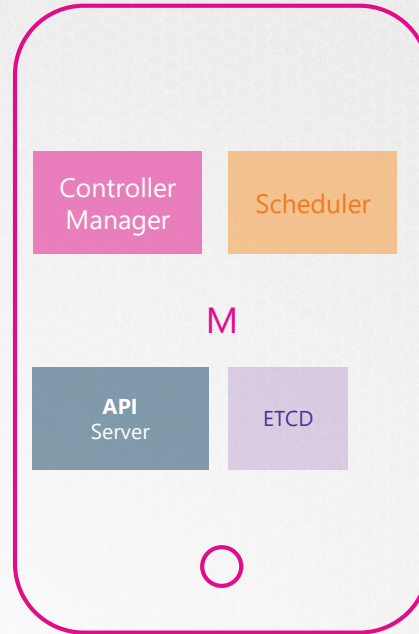 Controller
Manager
Scheduler
M
API
Server
ETCD